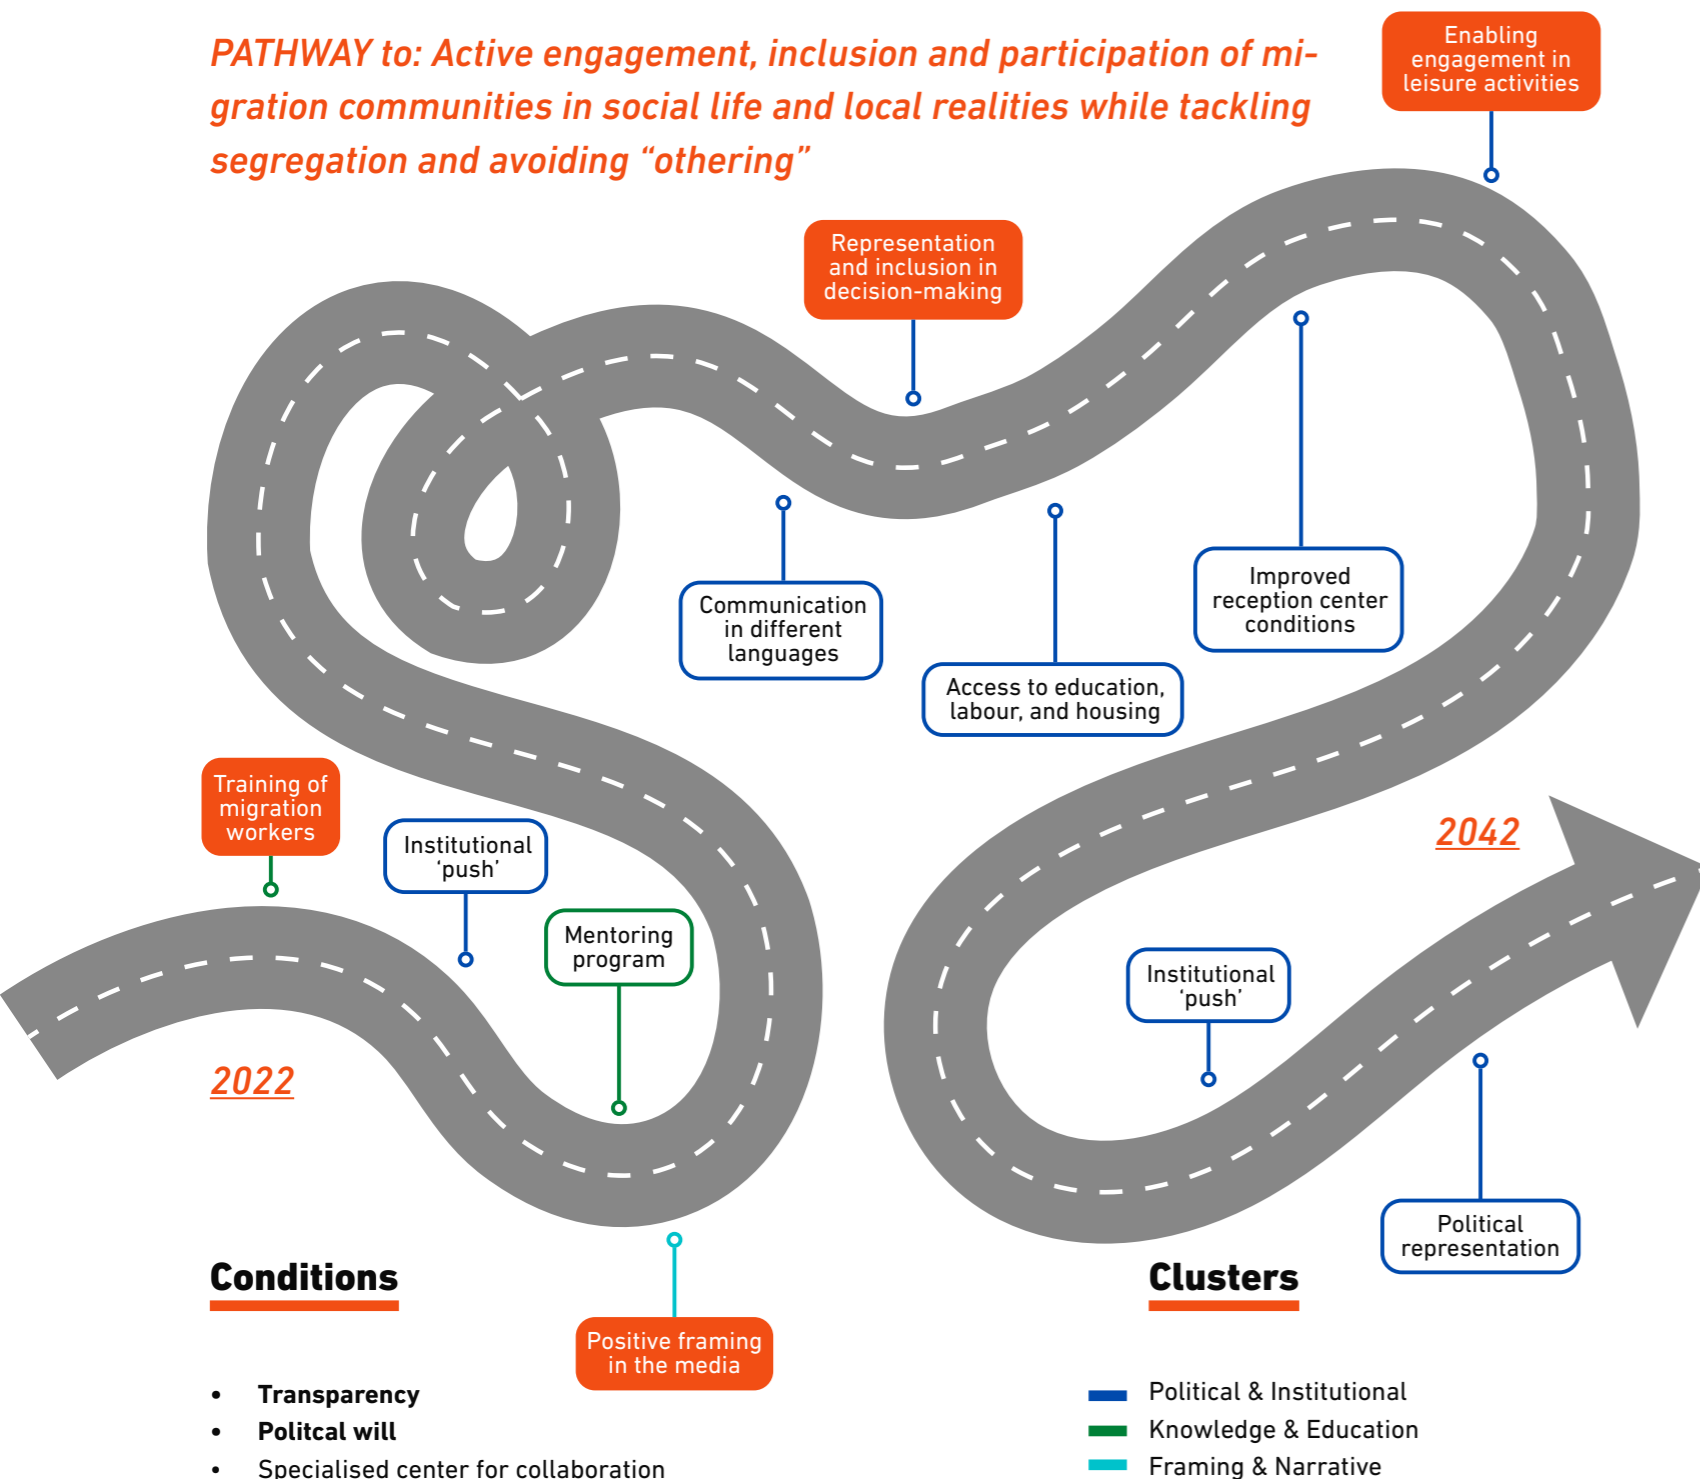 PATHWAY to: Active engagement, inclusion and participation of mi-
gration communities in social life and local realities while tackling
segregation and avoiding “othering”
Enabling
engagement in
leisure activities
Representation
and inclusion in
decision-making
Communication
in different
languages
Access to education,
labour, and housing
Improved
reception center
conditions
Training of
migration
workers
Institutional
‘push’
Mentoring
program
2022
2042
Institutional
‘push’
Political
representation
Positive framing
in the media
Conditions
• Transparency
• Politcal will
• Specialised center for collaboration
Clusters
Political & Institutional
Knowledge & Education
Framing & Narrative